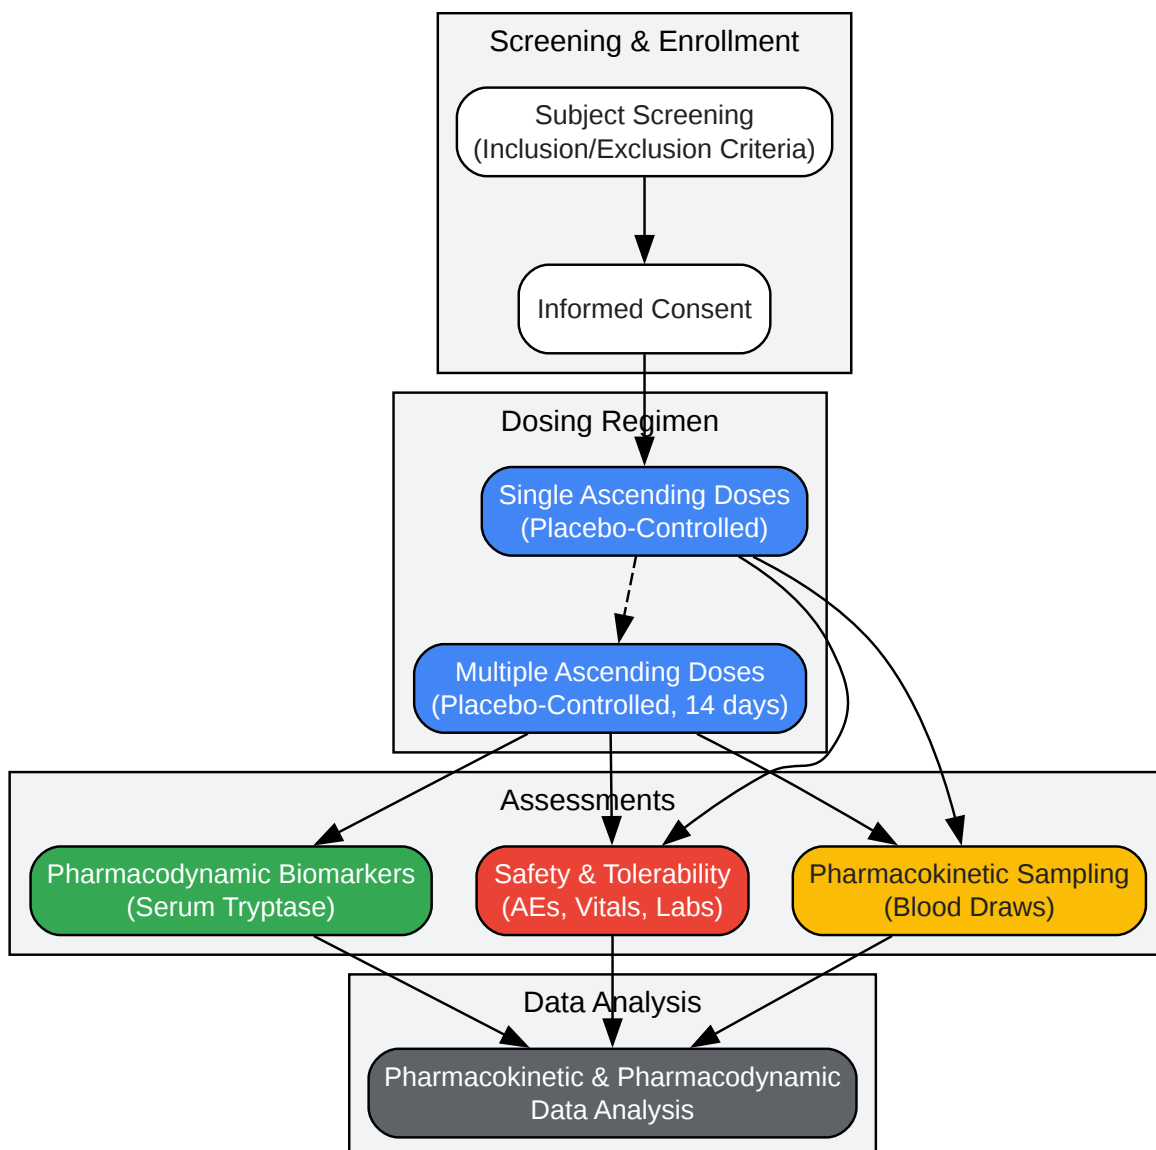 Screening & Enrollment
Subject Screening
(Inclusion/Exclusion Criteria)
Informed Consent
Dosing Regimen
Single Ascending Doses
(Placebo-Controlled)
Multiple Ascending Doses
(Placebo-Controlled, 14 days)
Assessments
Pharmacodynamic Biomarkers
(Serum Tryptase)
Safety & Tolerability
(AEs, Vitals, Labs)
Pharmacokinetic Sampling
(Blood Draws)
Data Analysis
Pharmacokinetic & Pharmacodynamic
Data Analysis